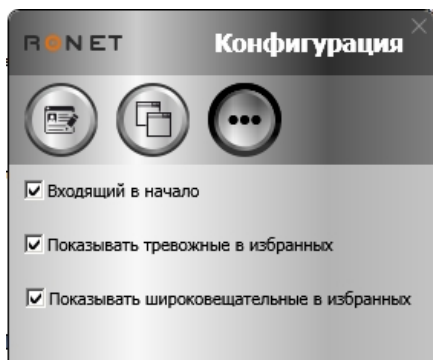 RONET
Конфигурация
Входящий в начало
Показывать тревожные в избранных
Показывать широковещательные в избранных